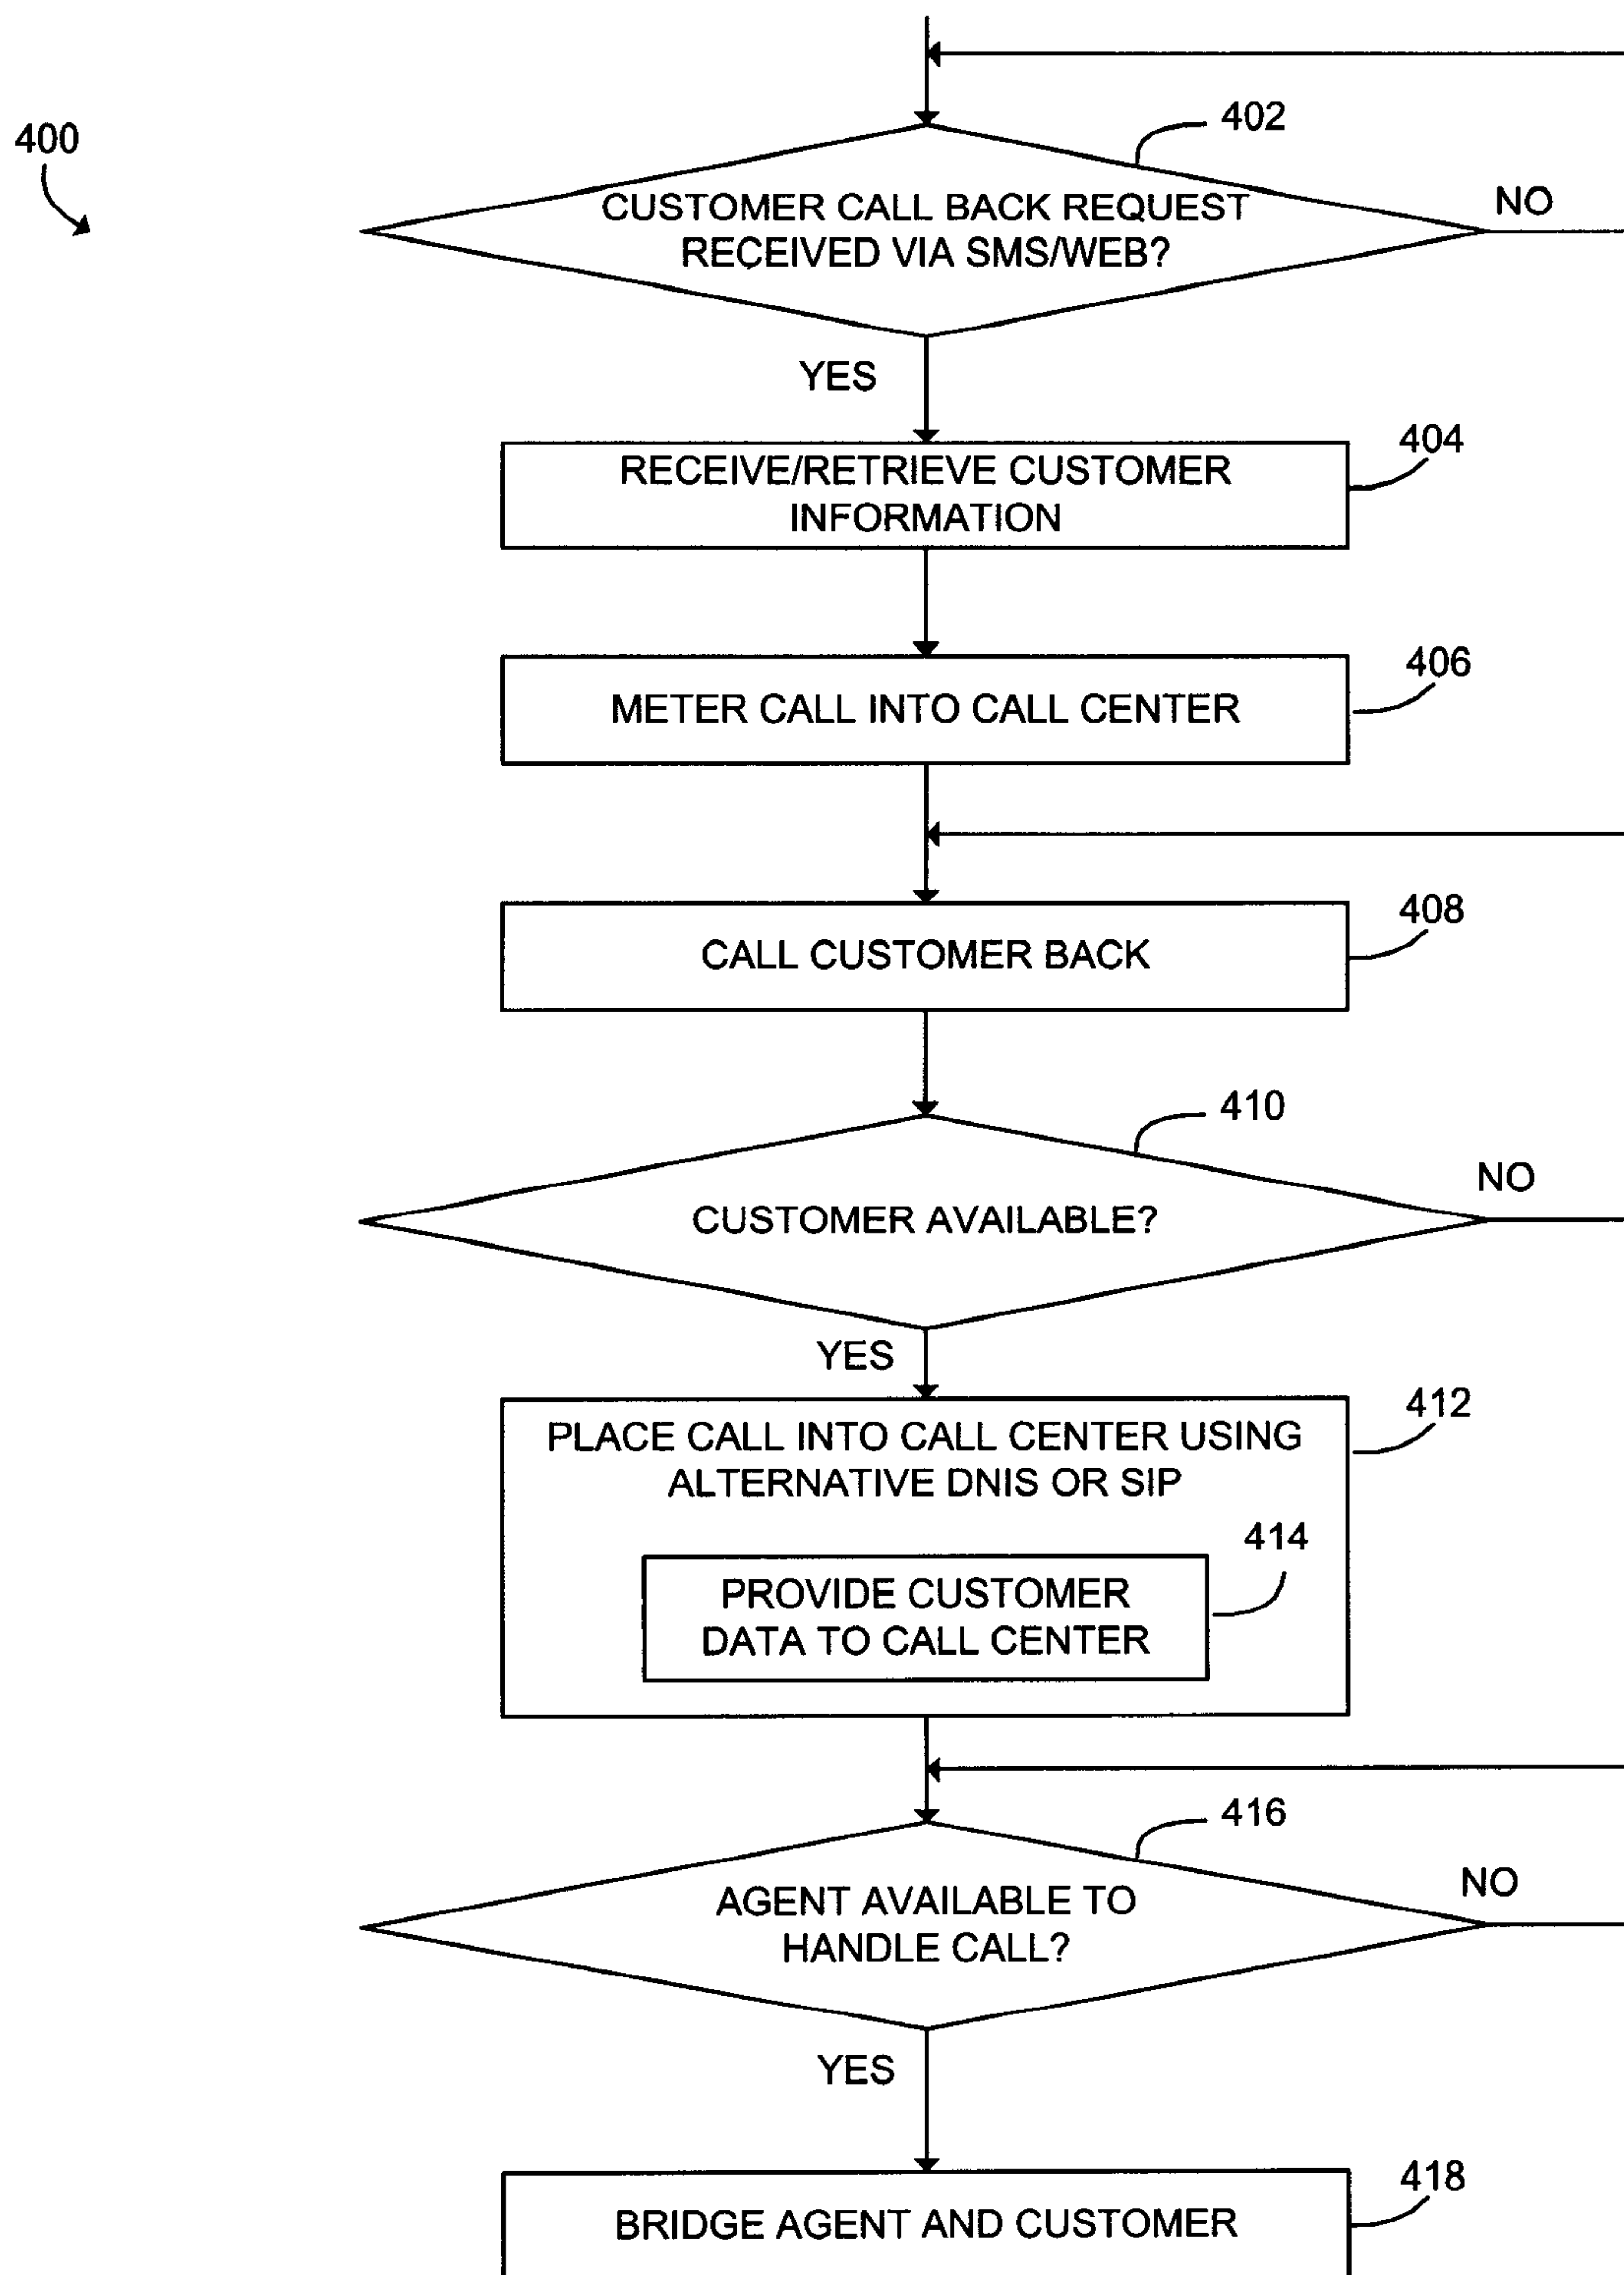 400
402
CUSTOMER CALL BACK REQUEST
RECEIVED VIA SMS/WEB?
NO
YES
404
RECEIVE/RETRIEVE CUSTOMER
INFORMATION
406
METER CALL INTO CALL CENTER
408
CALL CUSTOMER BACK
410
CUSTOMER AVAILABLE?
NO
YES
412
PLACE CALL INTO CALL CENTER USING
ALTERNATIVE DNIS OR SIP
414
PROVIDE CUSTOMER
DATA TO CALL CENTER
416
AGENT AVAILABLE TO
HANDLE CALL?
NO
YES
418
BRIDGE AGENT AND CUSTOMER